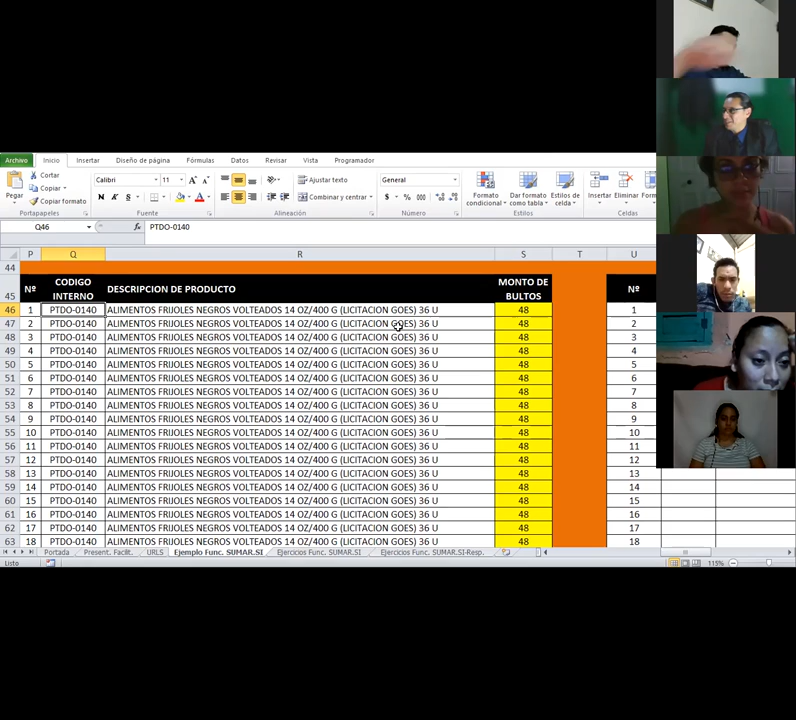 Archivo Inicio Insertar Diseño de página Fórmulas Datos Revisar Vista Programador
Pegar
Cortar
Copiar
Copiar formato
Portapapeles
Calibri 11
N K S
Fuente
Ajustar texto
Combinar y centrar
Alineación
General
$ % 000
Número
Formato condicional
Dar formato como tabla
Estilos de celda
Estilos
Insertar Eliminar Formato
Celdas
Q46 PTDO-0140
P Q R S T U
44
45 Nº CODIGO INTERNO DESCRIPCION DE PRODUCTO MONTO DE BULTOS Nº
46 1 PTDO-0140 ALIMENTOS FRIJOLES NEGROS VOLTEADOS 14 OZ/400 G (LICITACION GOES) 36 U 48 1
47 2 PTDO-0140 ALIMENTOS FRIJOLES NEGROS VOLTEADOS 14 OZ/400 G (LICITACION GOES) 36 U 48 2
48 3 PTDO-0140 ALIMENTOS FRIJOLES NEGROS VOLTEADOS 14 OZ/400 G (LICITACION GOES) 36 U 48 3
49 4 PTDO-0140 ALIMENTOS FRIJOLES NEGROS VOLTEADOS 14 OZ/400 G (LICITACION GOES) 36 U 48 4
50 5 PTDO-0140 ALIMENTOS FRIJOLES NEGROS VOLTEADOS 14 OZ/400 G (LICITACION GOES) 36 U 48 5
51 6 PTDO-0140 ALIMENTOS FRIJOLES NEGROS VOLTEADOS 14 OZ/400 G (LICITACION GOES) 36 U 48 6
52 7 PTDO-0140 ALIMENTOS FRIJOLES NEGROS VOLTEADOS 14 OZ/400 G (LICITACION GOES) 36 U 48 7
53 8 PTDO-0140 ALIMENTOS FRIJOLES NEGROS VOLTEADOS 14 OZ/400 G (LICITACION GOES) 36 U 48 8
54 9 PTDO-0140 ALIMENTOS FRIJOLES NEGROS VOLTEADOS 14 OZ/400 G (LICITACION GOES) 36 U 48 9
55 10 PTDO-0140 ALIMENTOS FRIJOLES NEGROS VOLTEADOS 14 OZ/400 G (LICITACION GOES) 36 U 48 10
56 11 PTDO-0140 ALIMENTOS FRIJOLES NEGROS VOLTEADOS 14 OZ/400 G (LICITACION GOES) 36 U 48 11
57 12 PTDO-0140 ALIMENTOS FRIJOLES NEGROS VOLTEADOS 14 OZ/400 G (LICITACION GOES) 36 U 48 12
58 13 PTDO-0140 ALIMENTOS FRIJOLES NEGROS VOLTEADOS 14 OZ/400 G (LICITACION GOES) 36 U 48 13
59 14 PTDO-0140 ALIMENTOS FRIJOLES NEGROS VOLTEADOS 14 OZ/400 G (LICITACION GOES) 36 U 48 14
60 15 PTDO-0140 ALIMENTOS FRIJOLES NEGROS VOLTEADOS 14 OZ/400 G (LICITACION GOES) 36 U 48 15
61 16 PTDO-0140 ALIMENTOS FRIJOLES NEGROS VOLTEADOS 14 OZ/400 G (LICITACION GOES) 36 U 48 16
62 17 PTDO-0140 ALIMENTOS FRIJOLES NEGROS VOLTEADOS 14 OZ/400 G (LICITACION GOES) 36 U 48 17
63 18 PTDO-0140 ALIMENTOS FRIJOLES NEGROS VOLTEADOS 14 OZ/400 G (LICITACION GOES) 36 U 48 18
Portada Present. Facilit. URLS Ejemplo Func. SUMAR.SI Ejercicios Func. SUMAR.SI Ejercicios Func. SUMAR.SI-Resp.
Listo 115%